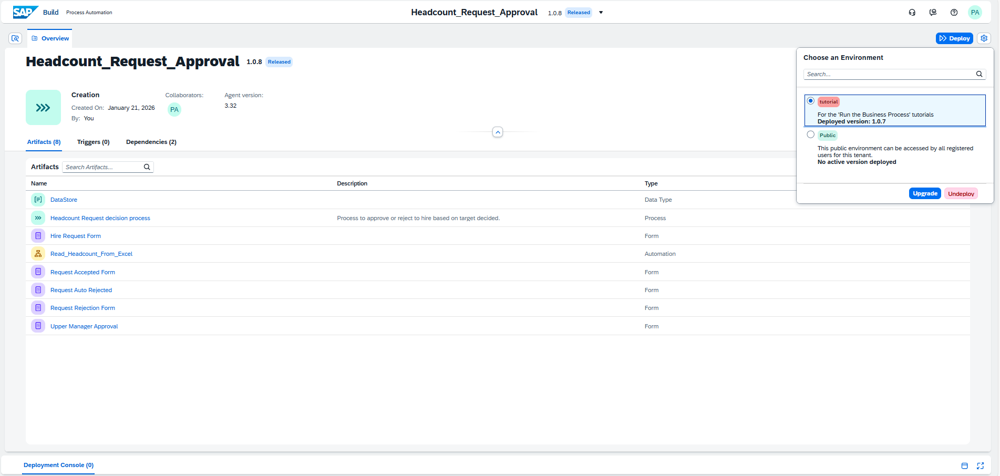 SAP Build Process Automation
Headcount_Request_Approval 1.0.8 Released
PA
Overview
Deploy
Headcount_Request_Approval 1.0.8 Released
Creation
Created On: January 21, 2026
By: You
Collaborators:
PA
Agent version:
3.32
Choose an Environment
Search...
tutorial
For the 'Run the Business Process' tutorials
Deployed version: 1.0.7
Public
This public environment can be accessed by all registered
users for this tenant.
No active version deployed
Upgrade Undeploy
Artifacts (8) Triggers (0) Dependencies (2)
Artifacts Search Artifacts...
Name Description Type
DataStore Data Type
Headcount Request decision process Process to approve or reject to hire based on target decided. Process
Hire Request Form Form
Read_Headcount_From_Excel Automation
Request Accepted Form Form
Request Auto Rejected Form
Request Rejection Form Form
Upper Manager Approval Form
Deployment Console (0)